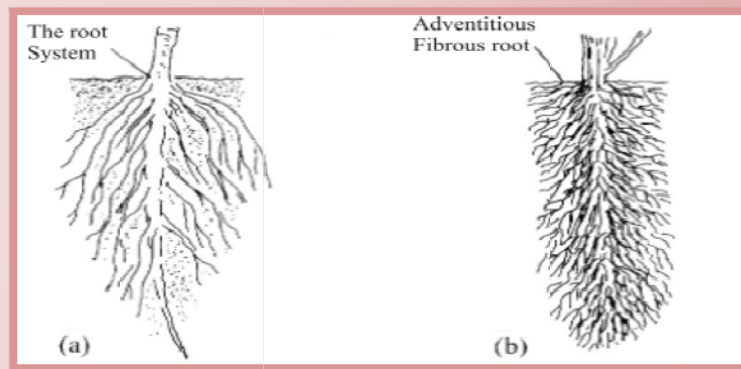 The root
System
Adventitious
Fibrous root
(a)
(b)